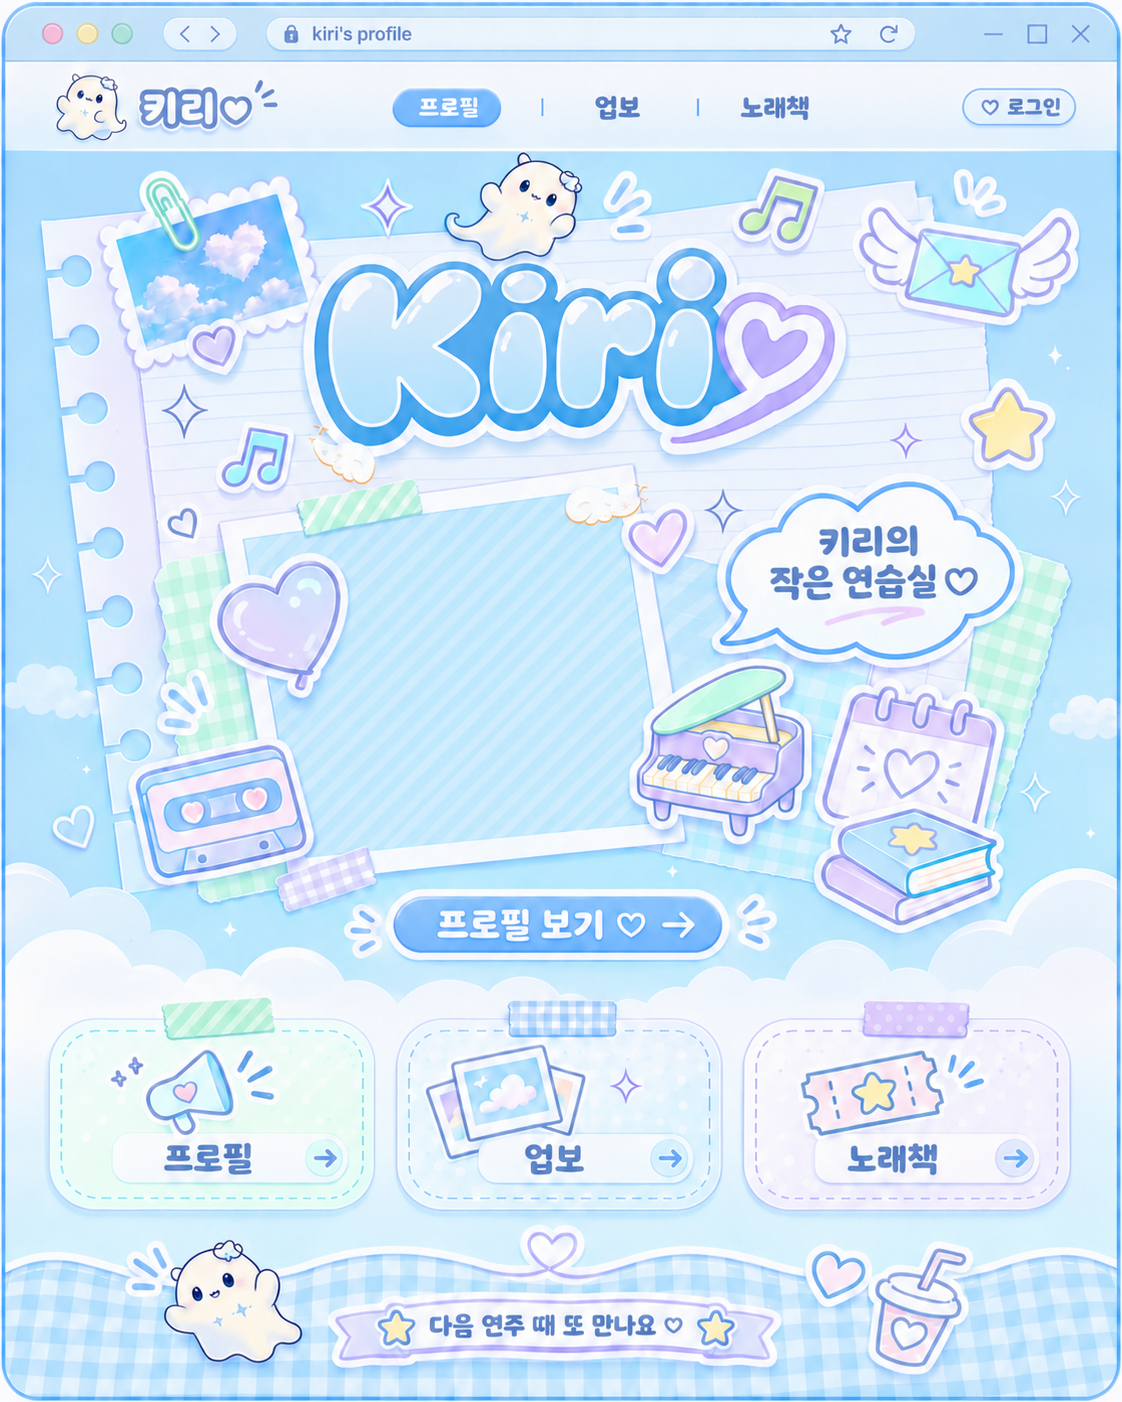 kiri's profile
키리♡
프로필 | 업보 | 노래책
♡ 로그인
Kiri♡
키리의
작은 연습실♡
프로필 보기 ♡ →
프로필 →
업보 →
노래책 →
다음 연주 때 또 만나요 ♡